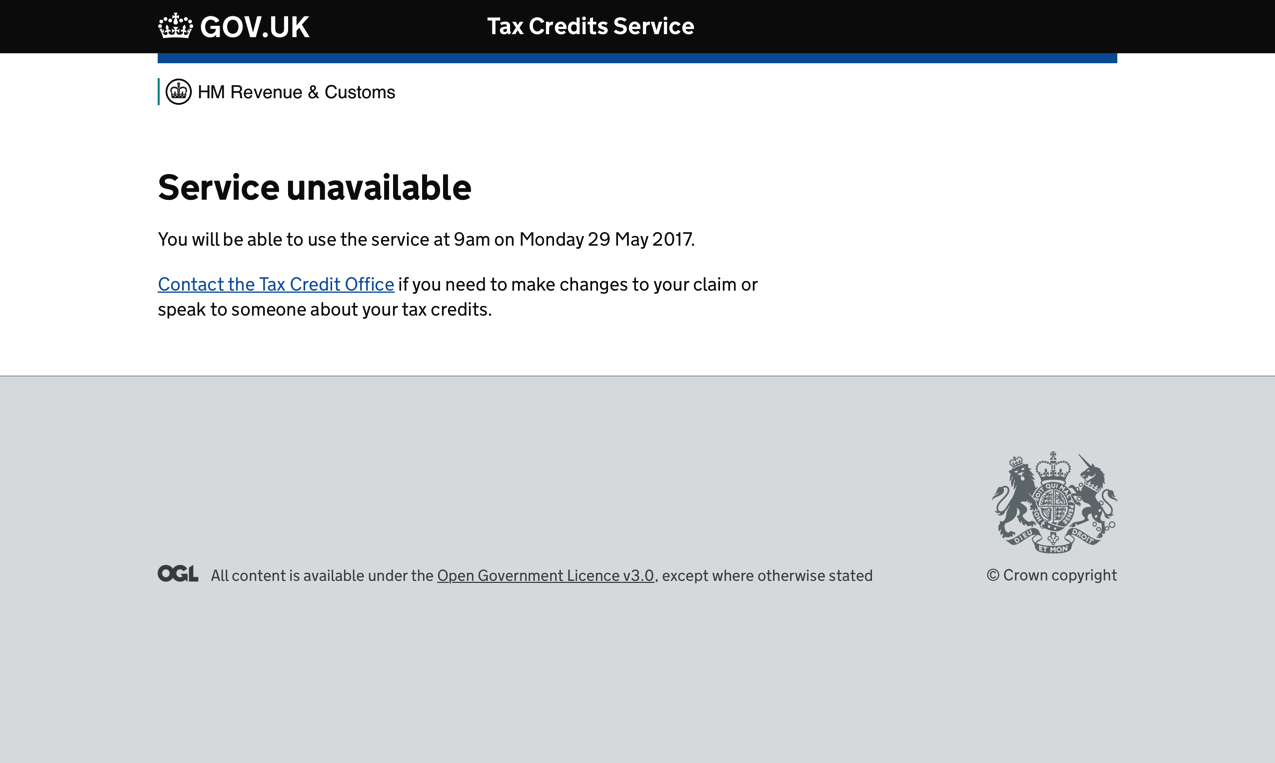 GOV.UK
Tax Credits Service
HM Revenue & Customs
Service unavailable
You will be able to use the service at 9am on Monday 29 May 2017.
Contact the Tax Credit Office if you need to make changes to your claim or
speak to someone about your tax credits.
DIEU ET MON DROIT
OGL All content is available under the Open Government Licence v3.0, except where otherwise stated
© Crown copyright